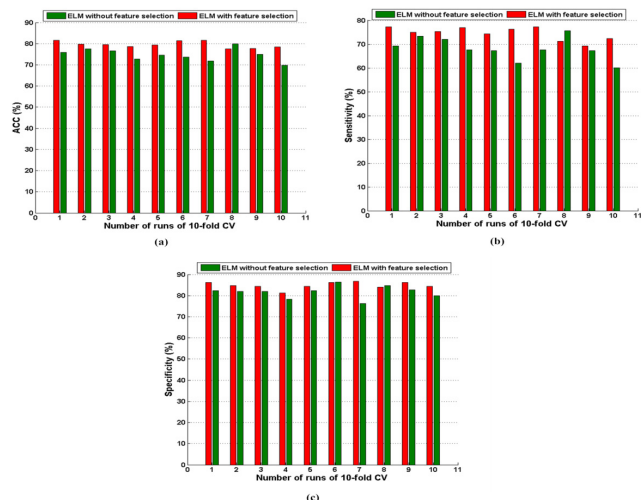 ELM without feature selection ELM with feature selection
90
80
70
60
50
40
30
20
10
0
ACC (%)
0 1 2 3 4 5 6 7 8 9 10 11
Number of runs of 10-fold CV
(a)
ELM without feature selection ELM with feature selection
80
70
60
50
40
30
20
10
0
Sensitivity (%)
0 1 2 3 4 5 6 7 8 9 10 11
Number of runs of 10-fold CV
(b)
ELM without feature selection ELM with feature selection
90
80
70
60
50
40
30
20
10
0
Specificity (%)
0 1 2 3 4 5 6 7 8 9 10 11
Number of runs of 10-fold CV
(c)